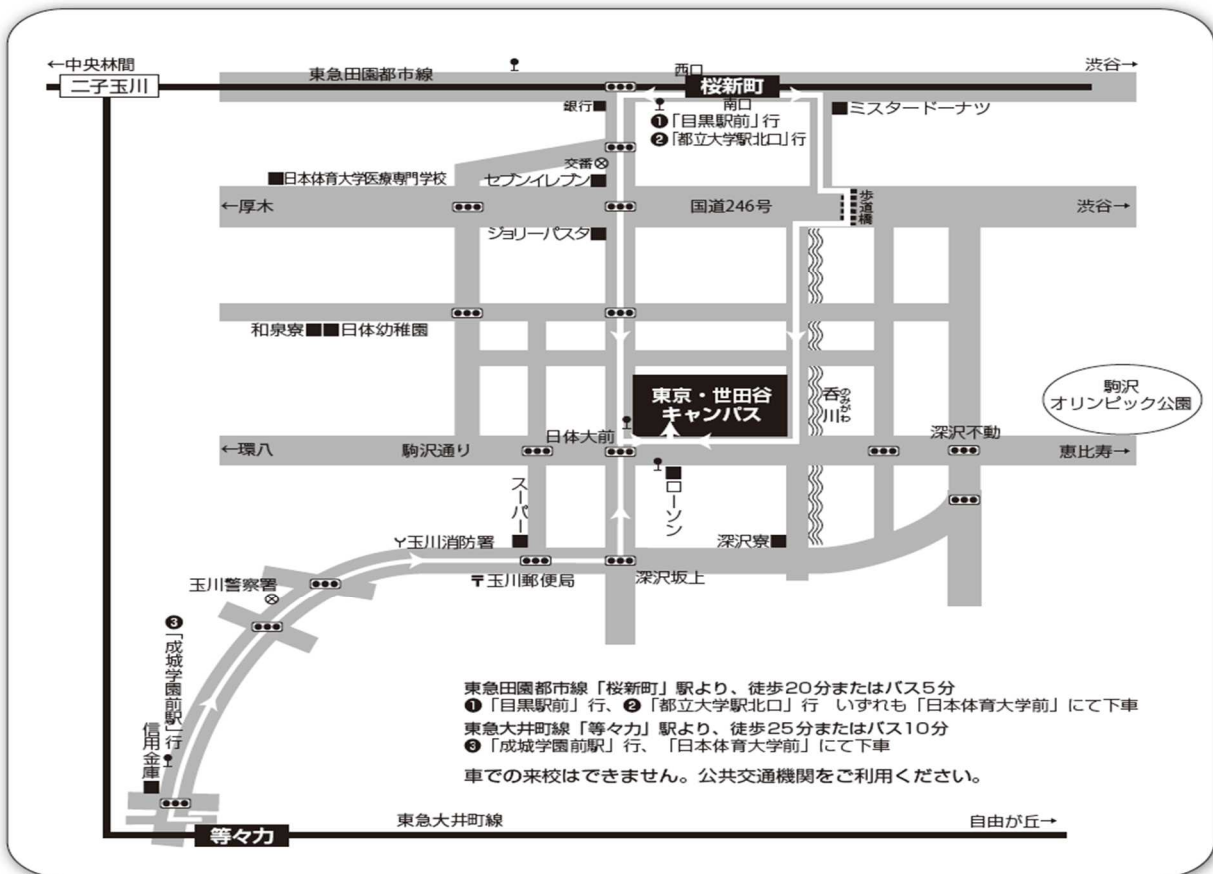 ←中央林間
二子玉川
東急田園都市線
西口
桜新町
渋谷→
銀行■
南口
■ミスタードーナツ
❶「目黒駅前」行
❷「都立大学駅北口」行
交番
■日本体育大学医療専門学校
セブンイレブン■
←厚木
国道246号
歩道橋
渋谷→
ジョリーパスタ■
和泉寮■■日体幼稚園
東京・世田谷
キャンパス
呑川
のみがわ
駒沢
オリンピック公園
日体大前
深沢不動
←環八
駒沢通り
恵比寿→
スーパー■
■ローソン
玉川消防署
深沢寮■
〒玉川郵便局
深沢坂上
玉川警察署
❸「成城学園前駅」行
信用金庫■
東急田園都市線「桜新町」駅より、徒歩20分またはバス5分
❶「目黒駅前」行、❷「都立大学駅北口」行 いずれも「日本体育大学前」にて下車
東急大井町線「等々力」駅より、徒歩25分またはバス10分
❸「成城学園前駅」行、「日本体育大学前」にて下車
車での来校はできません。公共交通機関をご利用ください。
等々力
東急大井町線
自由が丘→